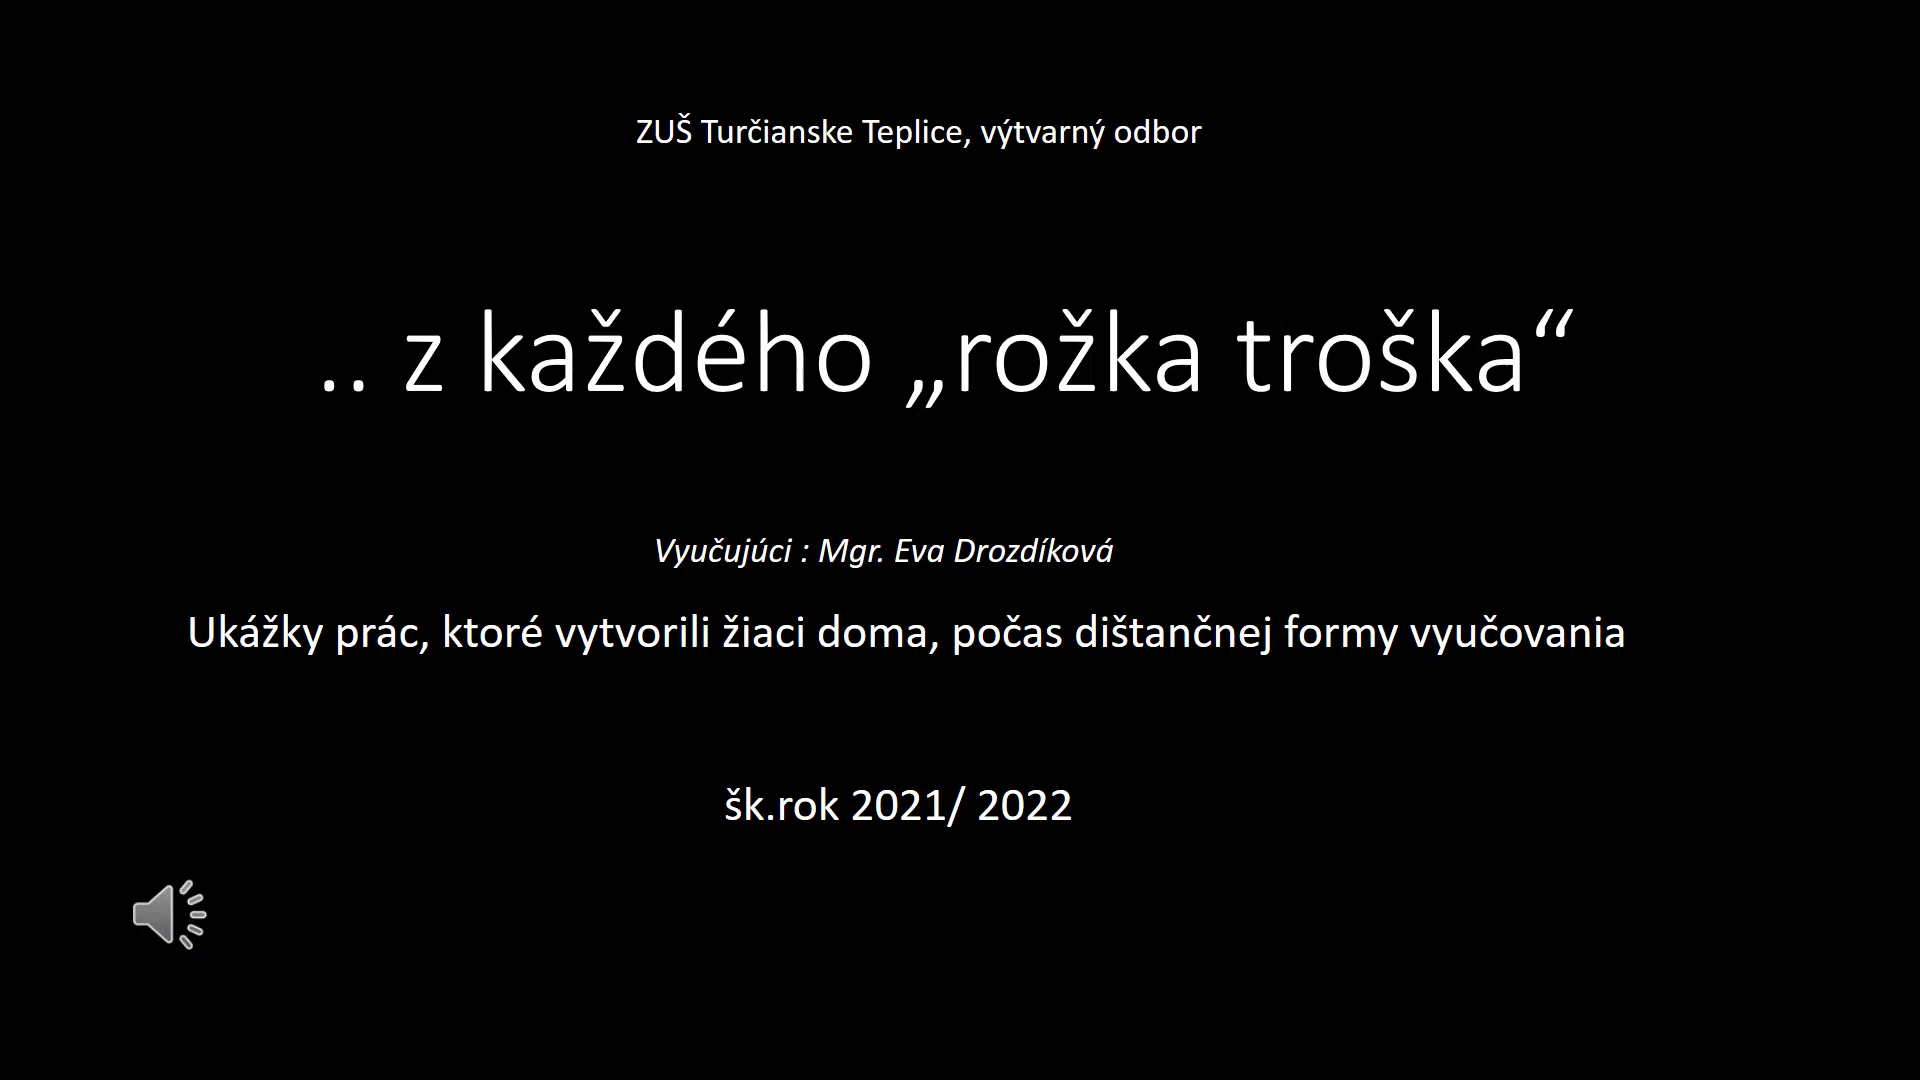 ZUŠ Turčianske Teplice, výtvarný odbor
.. z každého „rožka troška“
Vyučujúci : Mgr. Eva Drozdíková
Ukážky prác, ktoré vytvorili žiaci doma, počas dištančnej formy vyučovania
šk.rok 2021/ 2022